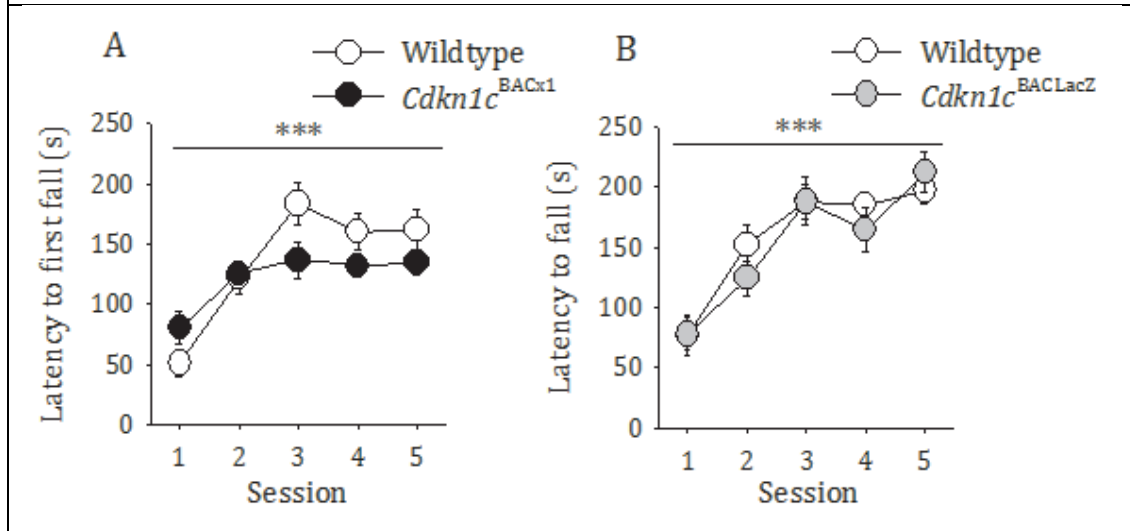 A
Wildtype
Cdkn1c BACx1
Latency to first fall (s)
250
200
150
100
50
0
***
1 2 3 4 5
Session
B
Wildtype
Cdkn1c BACLacZ
Latency to fall (s)
250
200
150
100
50
0
***
1 2 3 4 5
Session